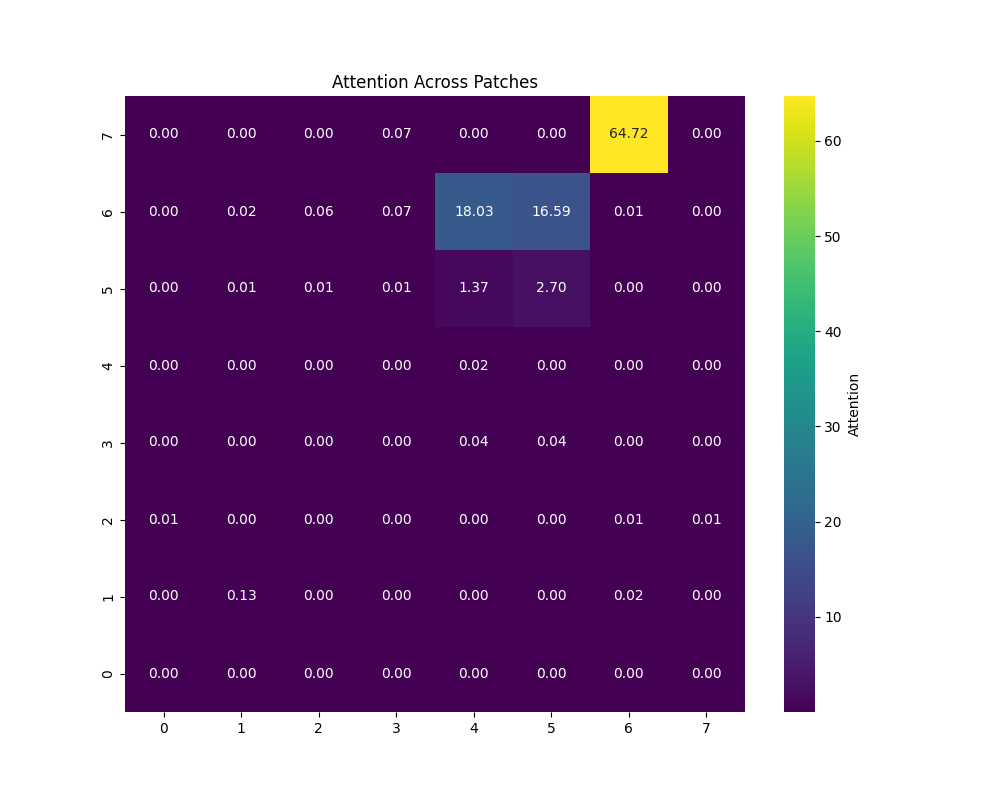 Attention Across Patches
7 0.00 0.00 0.00 0.07 0.00 0.00 64.72 0.00
6 0.00 0.02 0.06 0.07 18.03 16.59 0.01 0.00
5 0.00 0.01 0.01 0.01 1.37 2.70 0.00 0.00
4 0.00 0.00 0.00 0.00 0.02 0.00 0.00 0.00
3 0.00 0.00 0.00 0.00 0.04 0.04 0.00 0.00
2 0.01 0.00 0.00 0.00 0.00 0.00 0.01 0.01
1 0.00 0.13 0.00 0.00 0.00 0.00 0.02 0.00
0 0.00 0.00 0.00 0.00 0.00 0.00 0.00 0.00
0 1 2 3 4 5 6 7
60
50
40
30
20
10
Attention